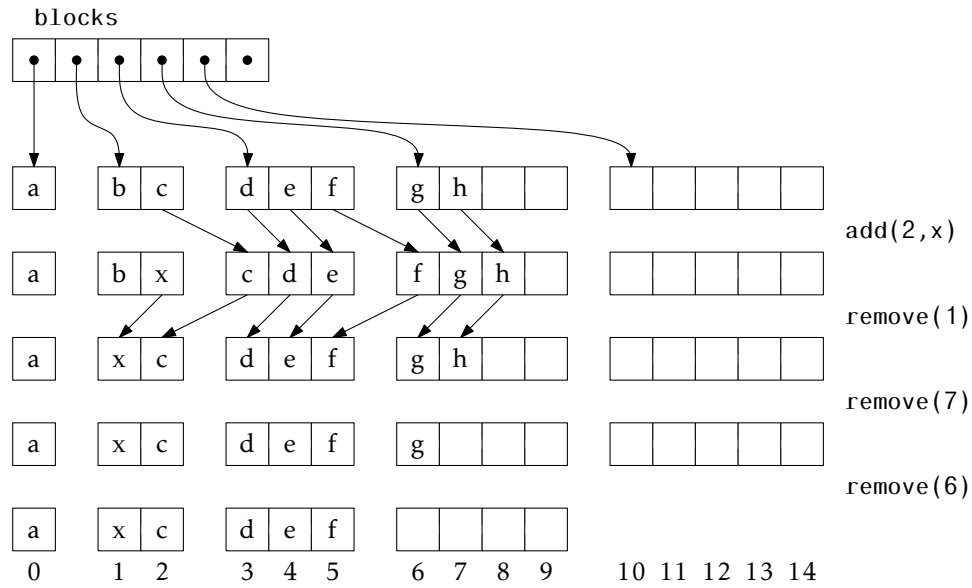 blocks
a b c d e f g h
add(2,x)
a b x c d e f g h
remove(1)
a x c d e f g h
remove(7)
a x c d e f g
remove(6)
a x c d e f
0 1 2 3 4 5 6 7 8 9 10 11 12 13 14